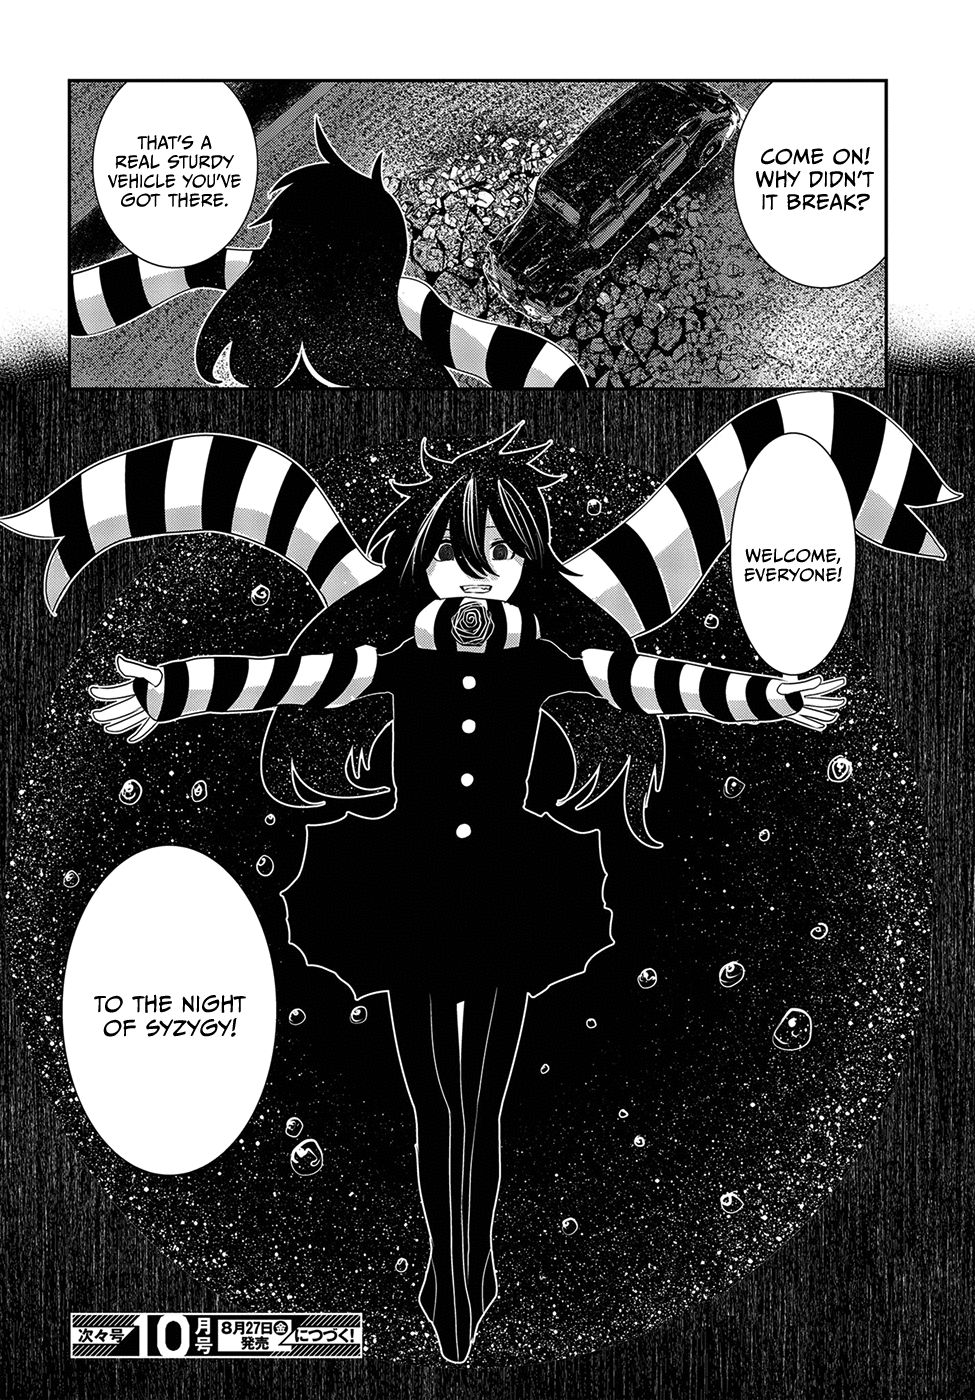 COME ON!
WHY DIDN'T
IT BREAK?
THAT'S A
REAL STURDY
VEHICLE YOU'VE
GOT THERE.
WELCOME,
EVERYONE!
TO THE NIGHT
OF SYZYGY!
次々号10月号8月27日㊎発売につづく!